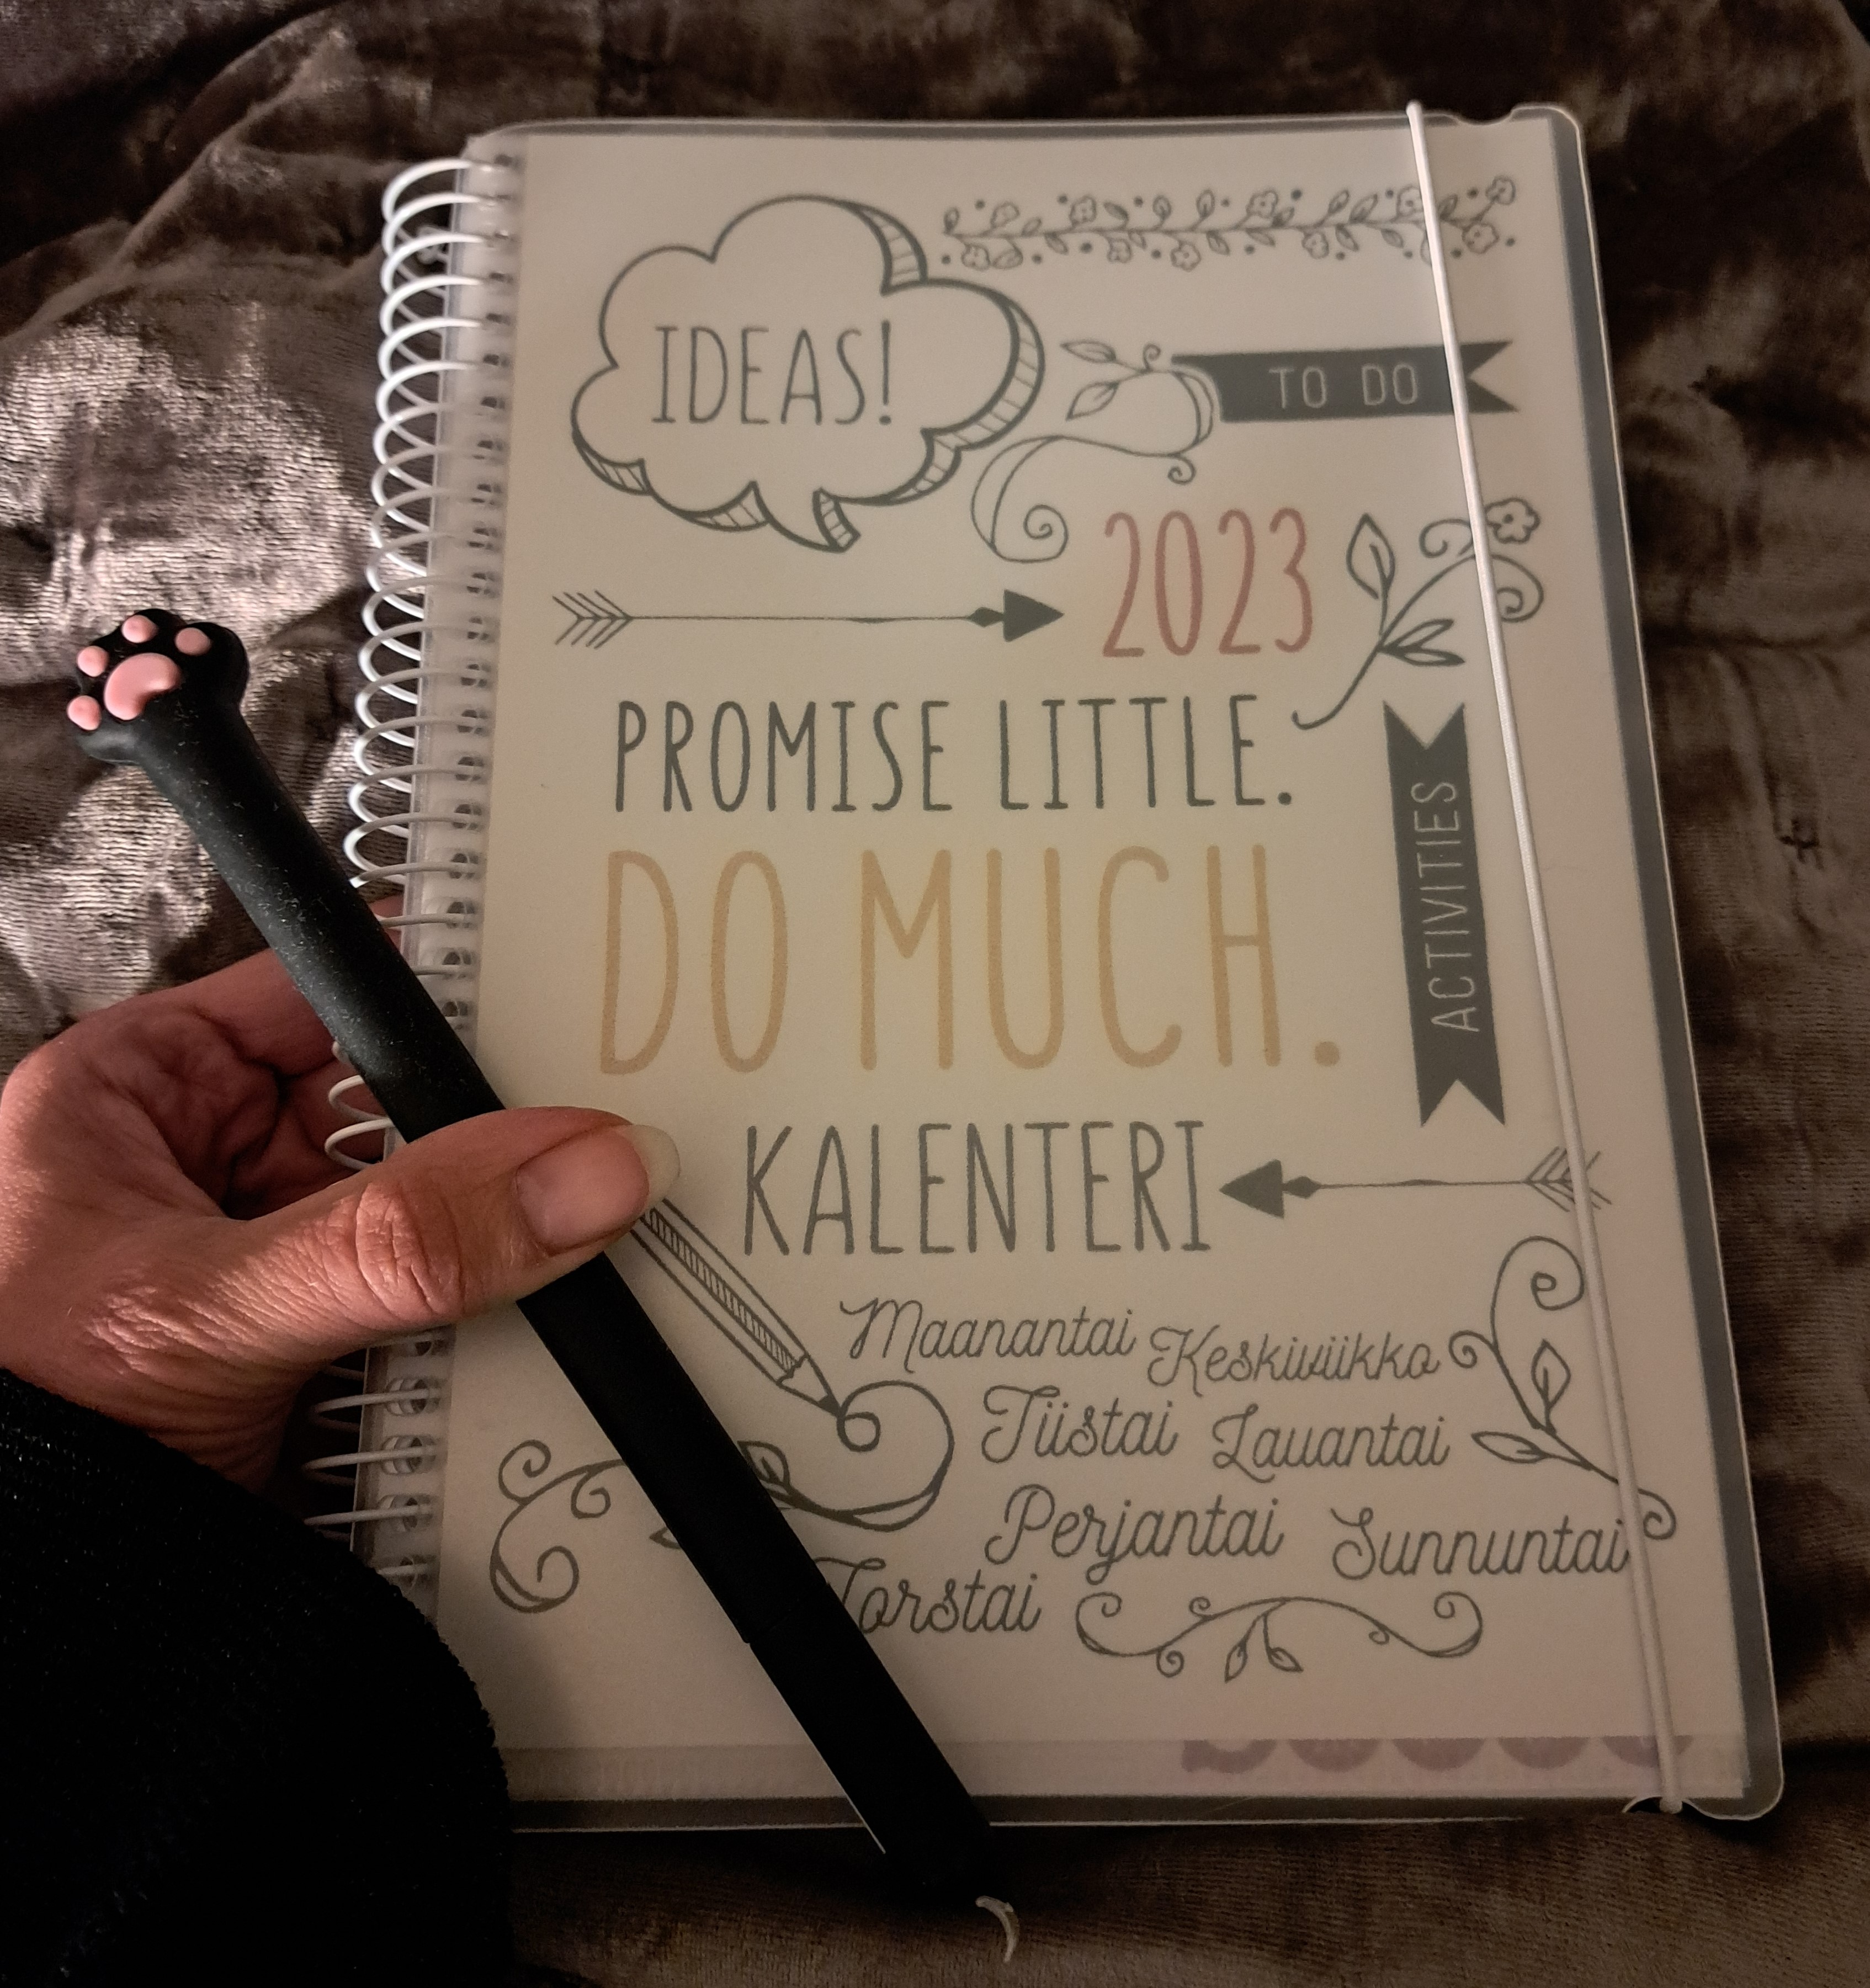 IDEAS!
TO DO
2023
PROMISE LITTLE.
DO MUCH.
ACTIVITIES
KALENTERI
Maanantai Keskiviikko
Tiistai Lauantai
Perjantai Sunnuntai
Torstai